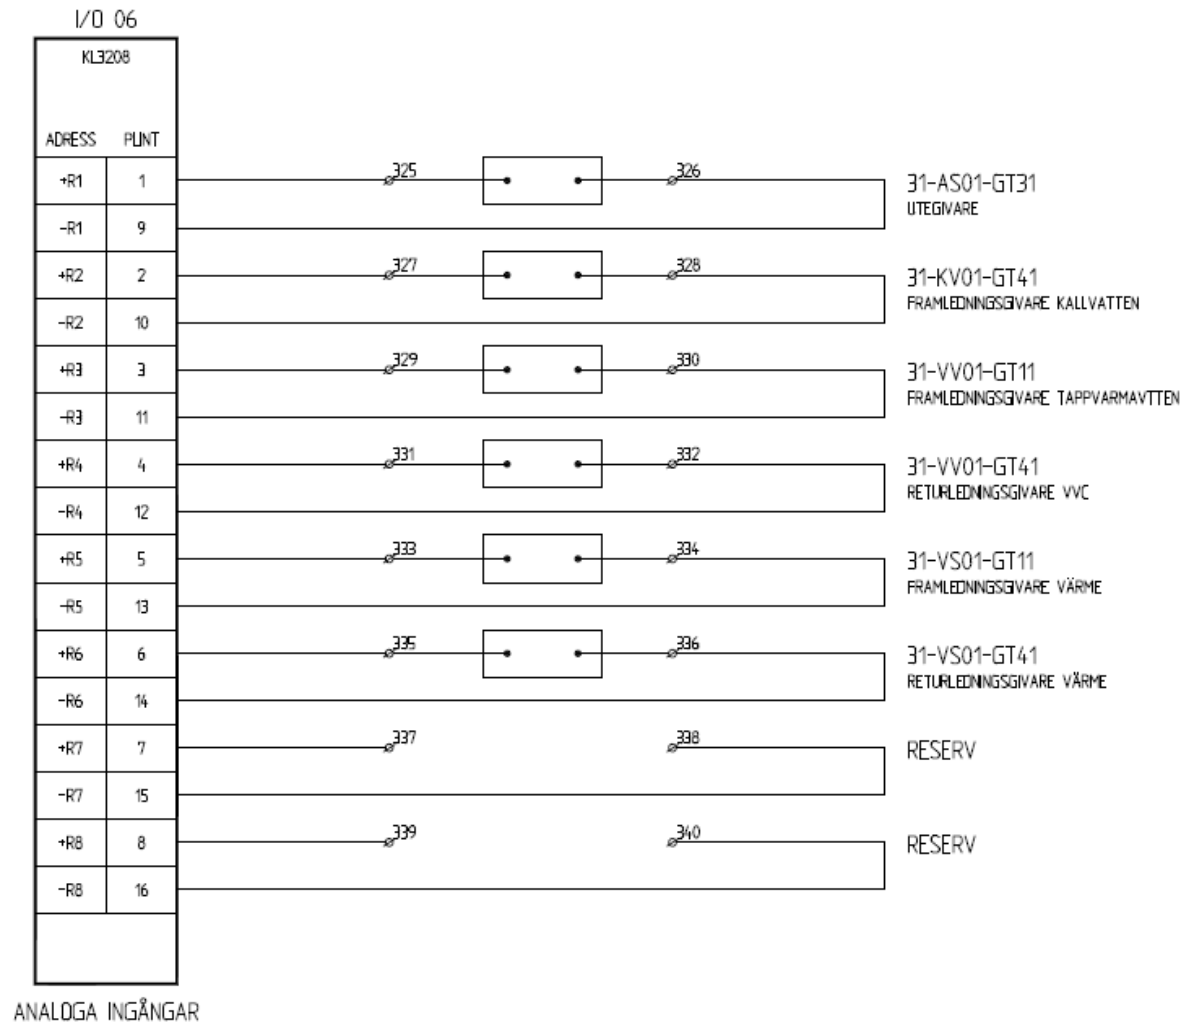 I/O 06
KL3208
ADRESS PLINT
+R1 1 325 326 31-AS01-GT31
UTEGIVARE
-R1 9
+R2 2 327 328 31-KV01-GT41
FRAMLEDNINGSGIVARE KALLVATTEN
-R2 10
+R3 3 329 330 31-VV01-GT11
FRAMLEDNINGSGIVARE TAPPVARMAVTTEN
-R3 11
+R4 4 331 332 31-VV01-GT41
RETURLEDNINGSGIVARE VVC
-R4 12
+R5 5 333 334 31-VS01-GT11
FRAMLEDNINGSGIVARE VÄRME
-R5 13
+R6 6 335 336 31-VS01-GT41
RETURLEDNINGSGIVARE VÄRME
-R6 14
+R7 7 337 338 RESERV
-R7 15
+R8 8 339 340 RESERV
-R8 16
ANALOGA INGÅNGAR